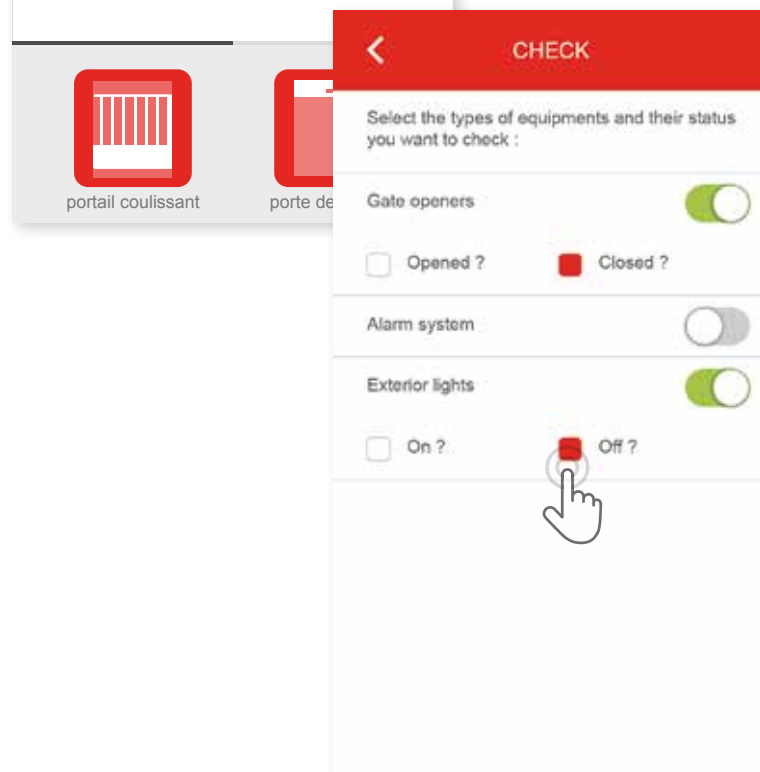 portail coulissant
porte de
CHECK
Select the types of equipments and their status
you want to check :
Gate openers
Opened ? Closed ?
Alarm system
Exterior lights
On ? Off ?